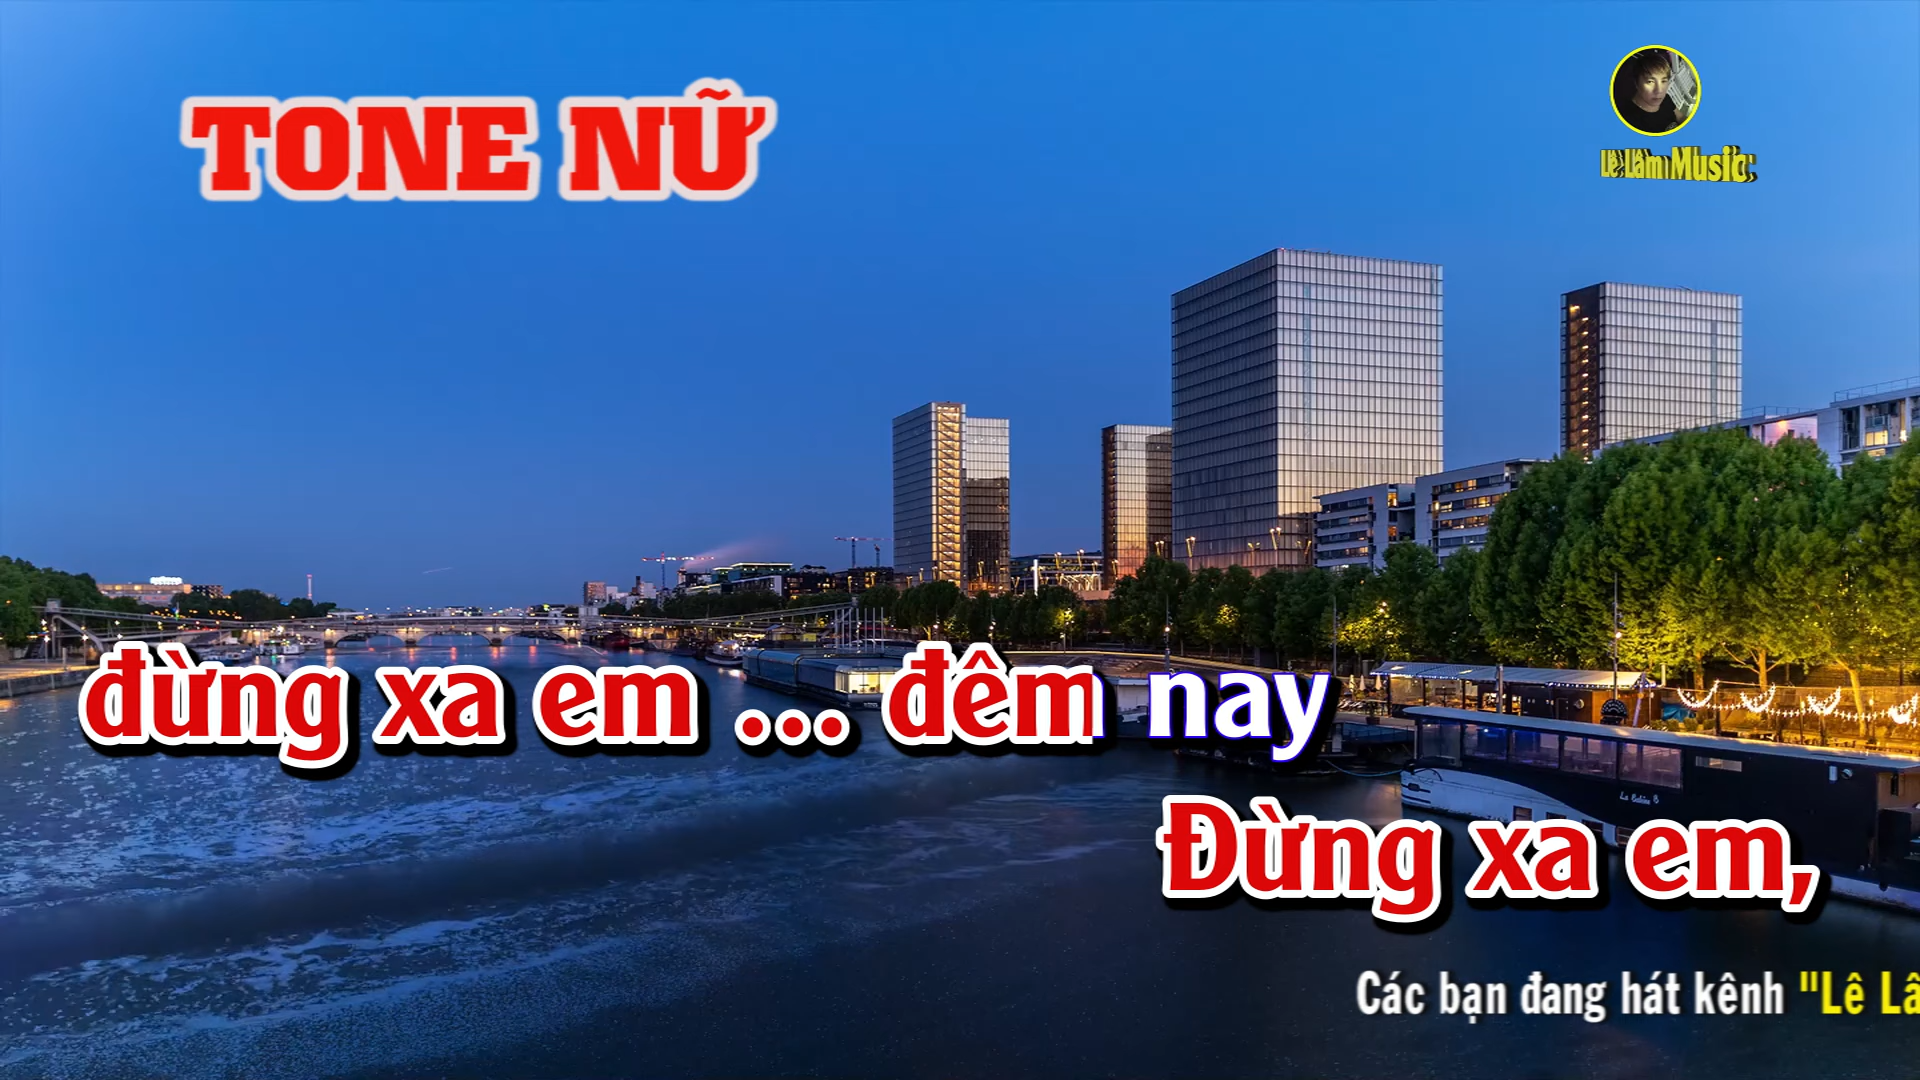 TONE NỮ
Lê Lâm Music
đừng xa em ... đêm nay
Đừng xa em,
Các bạn đang hát kênh "Lê Lâ